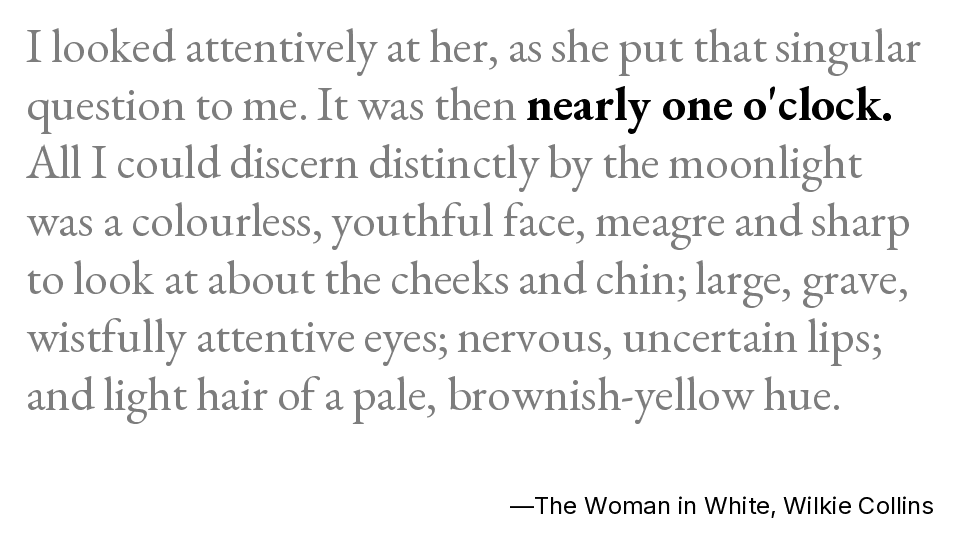 I looked attentively at her, as she put that singular
question to me. It was then nearly one o'clock.
All I could discern distinctly by the moonlight
was a colourless, youthful face, meagre and sharp
to look at about the cheeks and chin; large, grave,
wistfully attentive eyes; nervous, uncertain lips;
and light hair of a pale, brownish-yellow hue.
—The Woman in White, Wilkie Collins